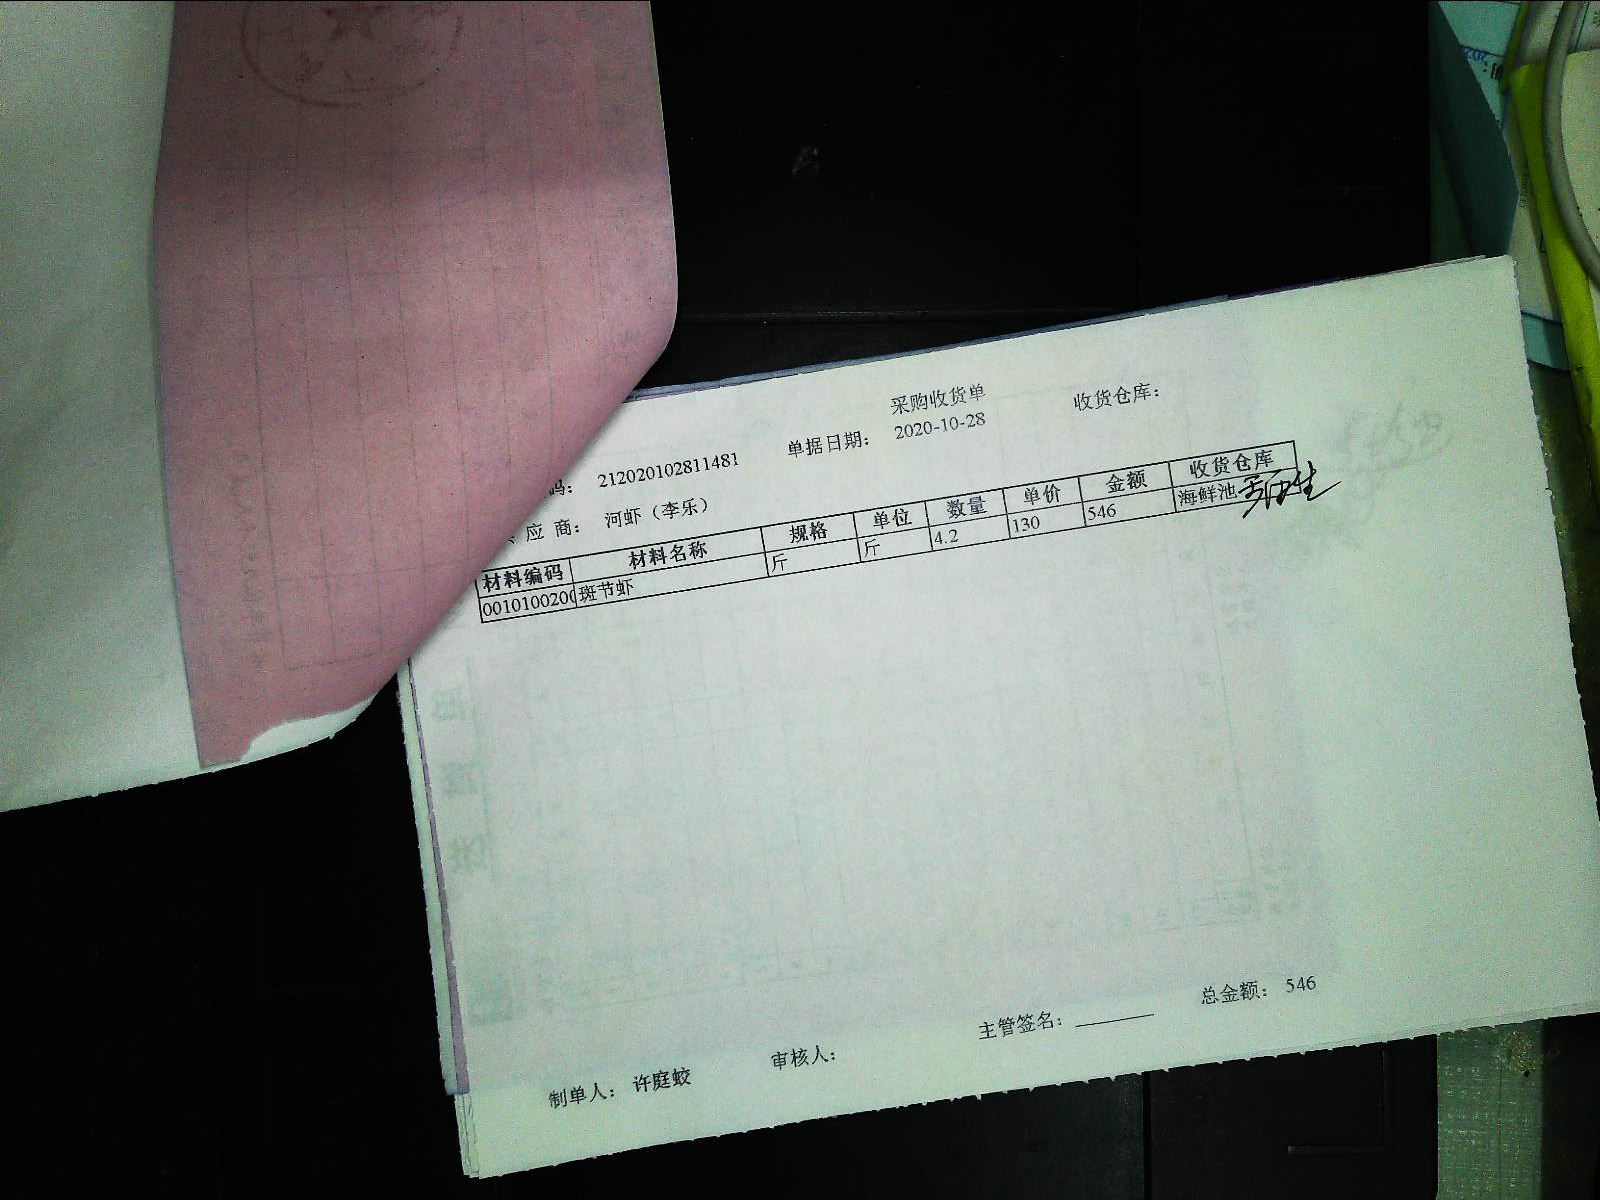 采购收货单
码： 212020102811481 单据日期： 2020-10-28 收货仓库：
应 商： 河虾（李乐）
材料编码 材料名称 规格 单位 数量 单价 金额 收货仓库
001010020 斑节虾 斤 斤 4.2 130 546 海鲜池
总金额： 546
制单人： 许庭蛟 审核人： 主管签名：